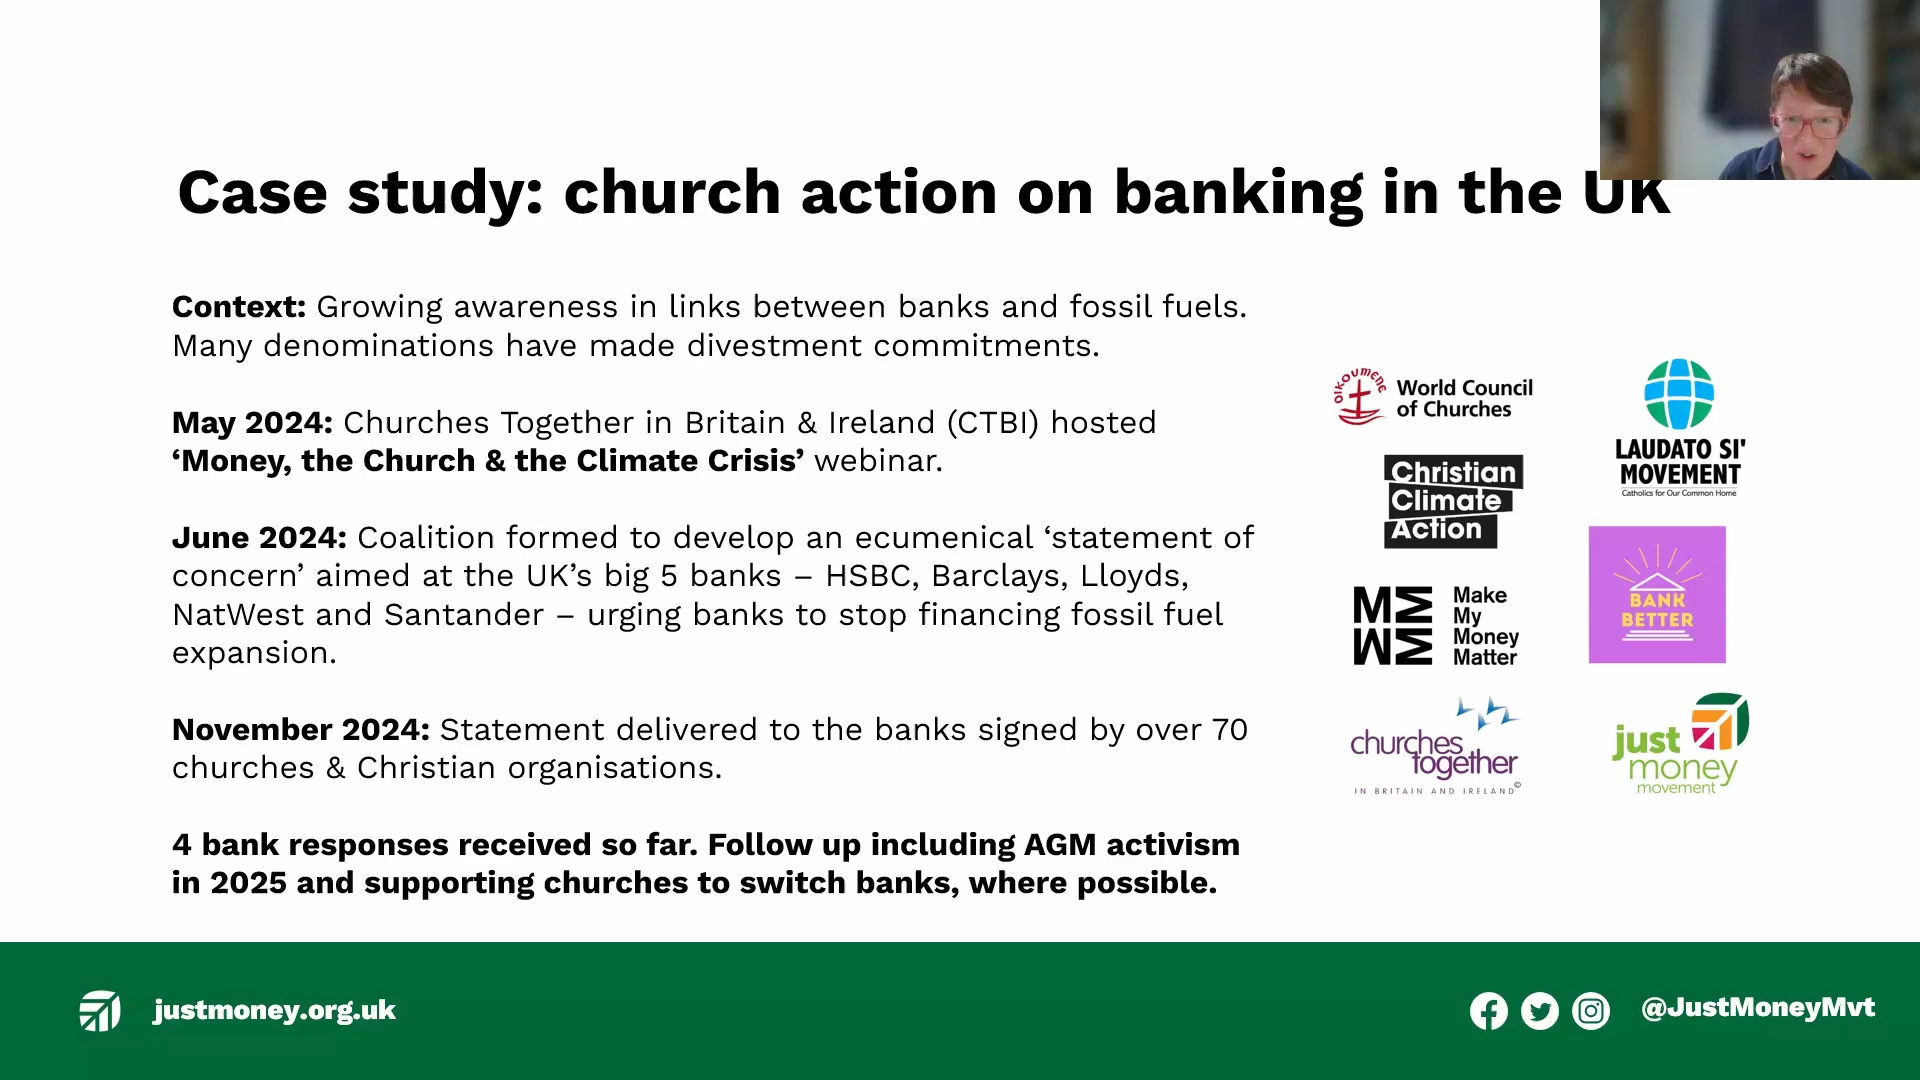 Case study: church action on banking in the UK
Context: Growing awareness in links between banks and fossil fuels.
Many denominations have made divestment commitments.
May 2024: Churches Together in Britain & Ireland (CTBI) hosted
‘Money, the Church & the Climate Crisis’ webinar.
June 2024: Coalition formed to develop an ecumenical ‘statement of
concern’ aimed at the UK’s big 5 banks – HSBC, Barclays, Lloyds,
NatWest and Santander – urging banks to stop financing fossil fuel
expansion.
November 2024: Statement delivered to the banks signed by over 70
churches & Christian organisations.
4 bank responses received so far. Follow up including AGM activism
in 2025 and supporting churches to switch banks, where possible.
OIKOUMENE
World Council
of Churches
LAUDATO SI'
MOVEMENT
Catholics for Our Common Home
Christian
Climate
Action
BANK
BETTER
MM
MM
Make
My
Money
Matter
churches
together
IN BRITAIN AND IRELAND©
just
money
movement
justmoney.org.uk
@JustMoneyMvt